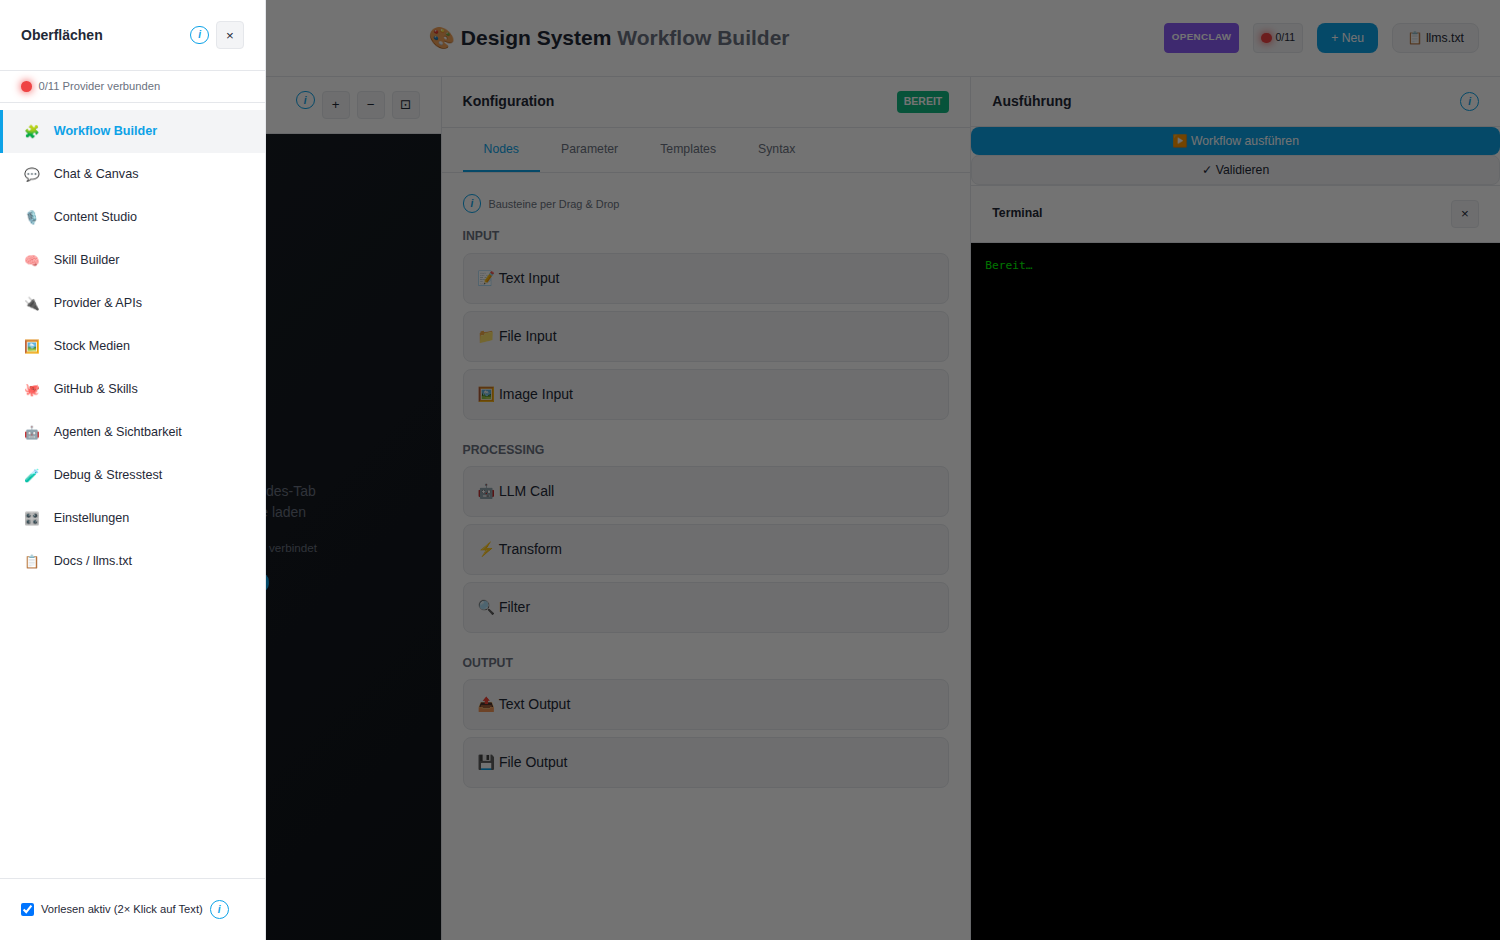 Oberflächen
i
×
0/11 Provider verbunden
Workflow Builder
Chat & Canvas
Content Studio
Skill Builder
Provider & APIs
Stock Medien
GitHub & Skills
Agenten & Sichtbarkeit
Debug & Stresstest
Einstellungen
Docs / llms.txt
Vorlesen aktiv (2× Klick auf Text)
i
Design System Workflow Builder
OPENCLAW
0/11
+ Neu
llms.txt
i
+
−
des-Tab
laden
verbindet
Konfiguration
BEREIT
Nodes
Parameter
Templates
Syntax
i
Bausteine per Drag & Drop
INPUT
Text Input
File Input
Image Input
PROCESSING
LLM Call
Transform
Filter
OUTPUT
Text Output
File Output
Ausführung
i
Workflow ausführen
✓ Validieren
Terminal
×
Bereit…